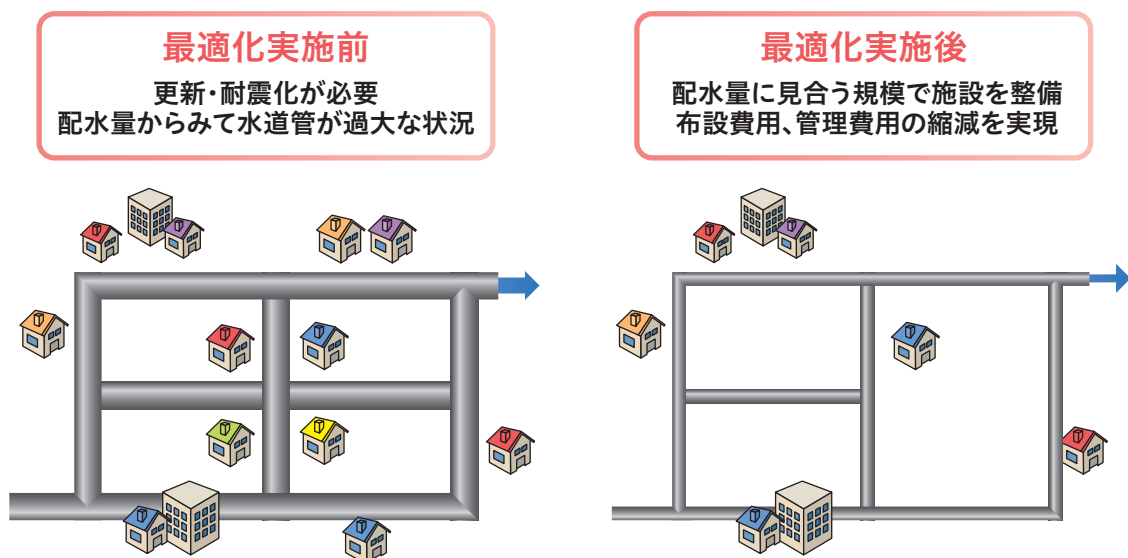 最適化実施前
更新・耐震化が必要
配水量からみて水道管が過大な状況
最適化実施後
配水量に見合う規模で施設を整備
布設費用、管理費用の縮減を実現